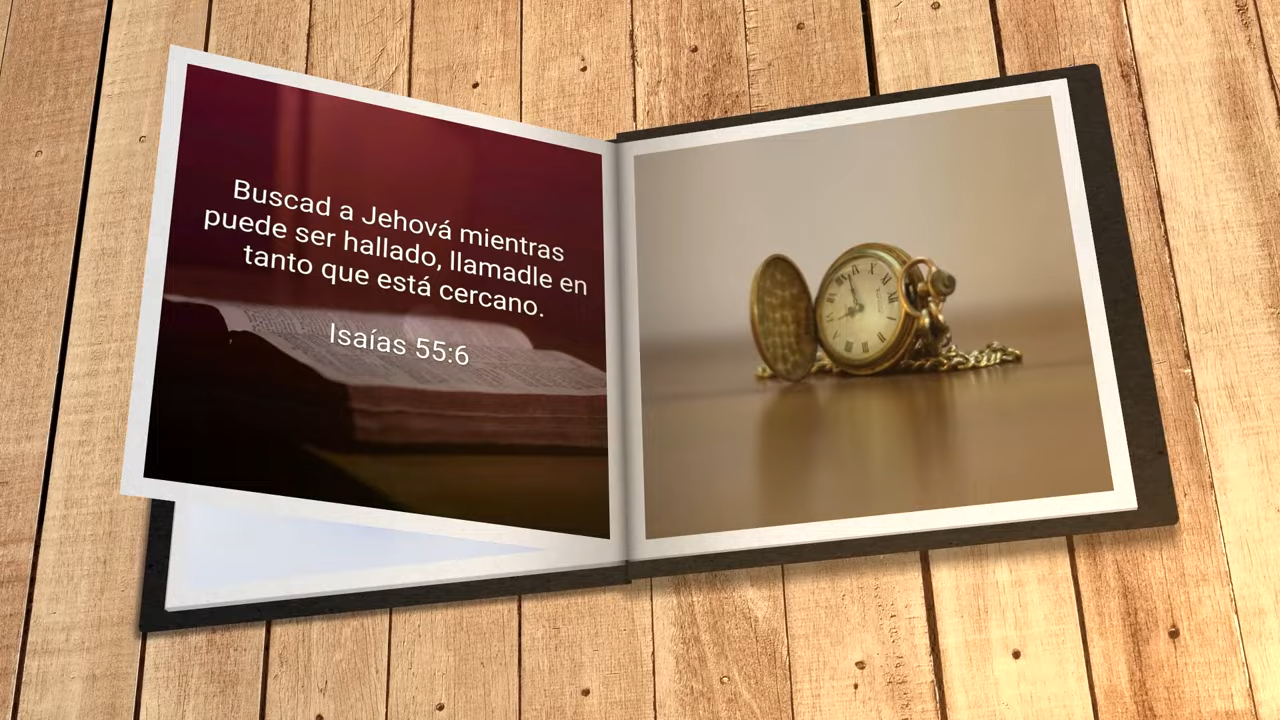 Buscad a Jehová mientras
puede ser hallado, llamadle en
tanto que está cercano.
Isaías 55:6